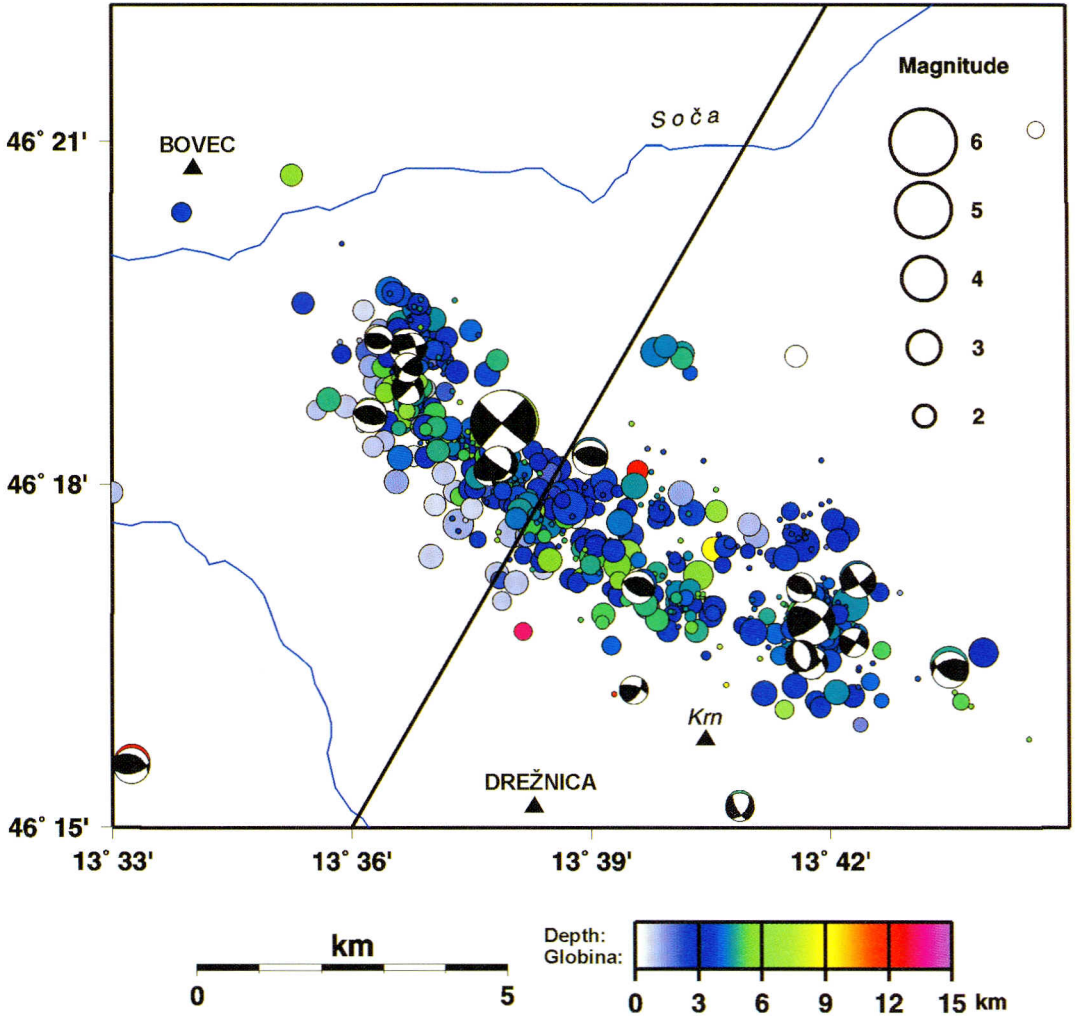 Magnitude
6
5
4
3
2
Soča
BOVEC
46° 21'
46° 18'
46° 15'
Krn
DREŽNICA
13° 33' 13° 36' 13° 39' 13° 42'
km
0 5
Depth:
Globina:
0 3 6 9 12 15 km